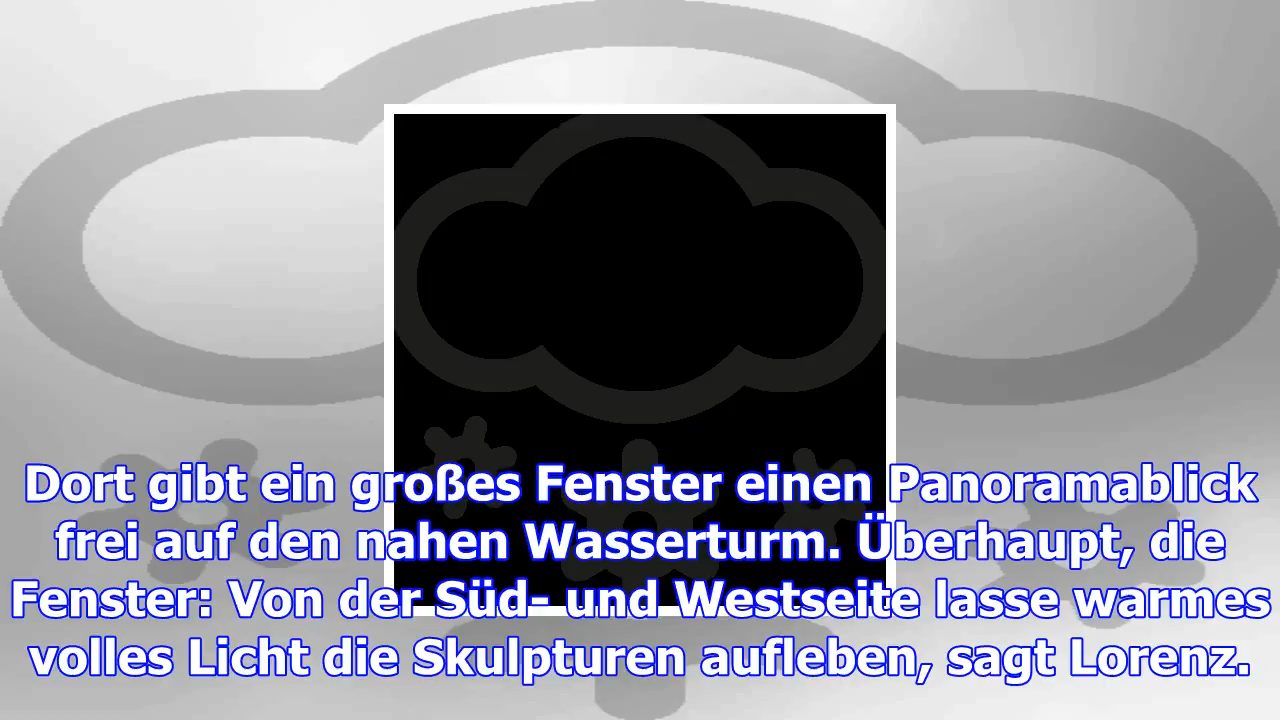 Dort gibt ein großes Fenster einen Panoramablick
frei auf den nahen Wasserturm. Überhaupt, die
Fenster: Von der Süd- und Westseite lasse warmes
volles Licht die Skulpturen aufleben, sagt Lorenz.